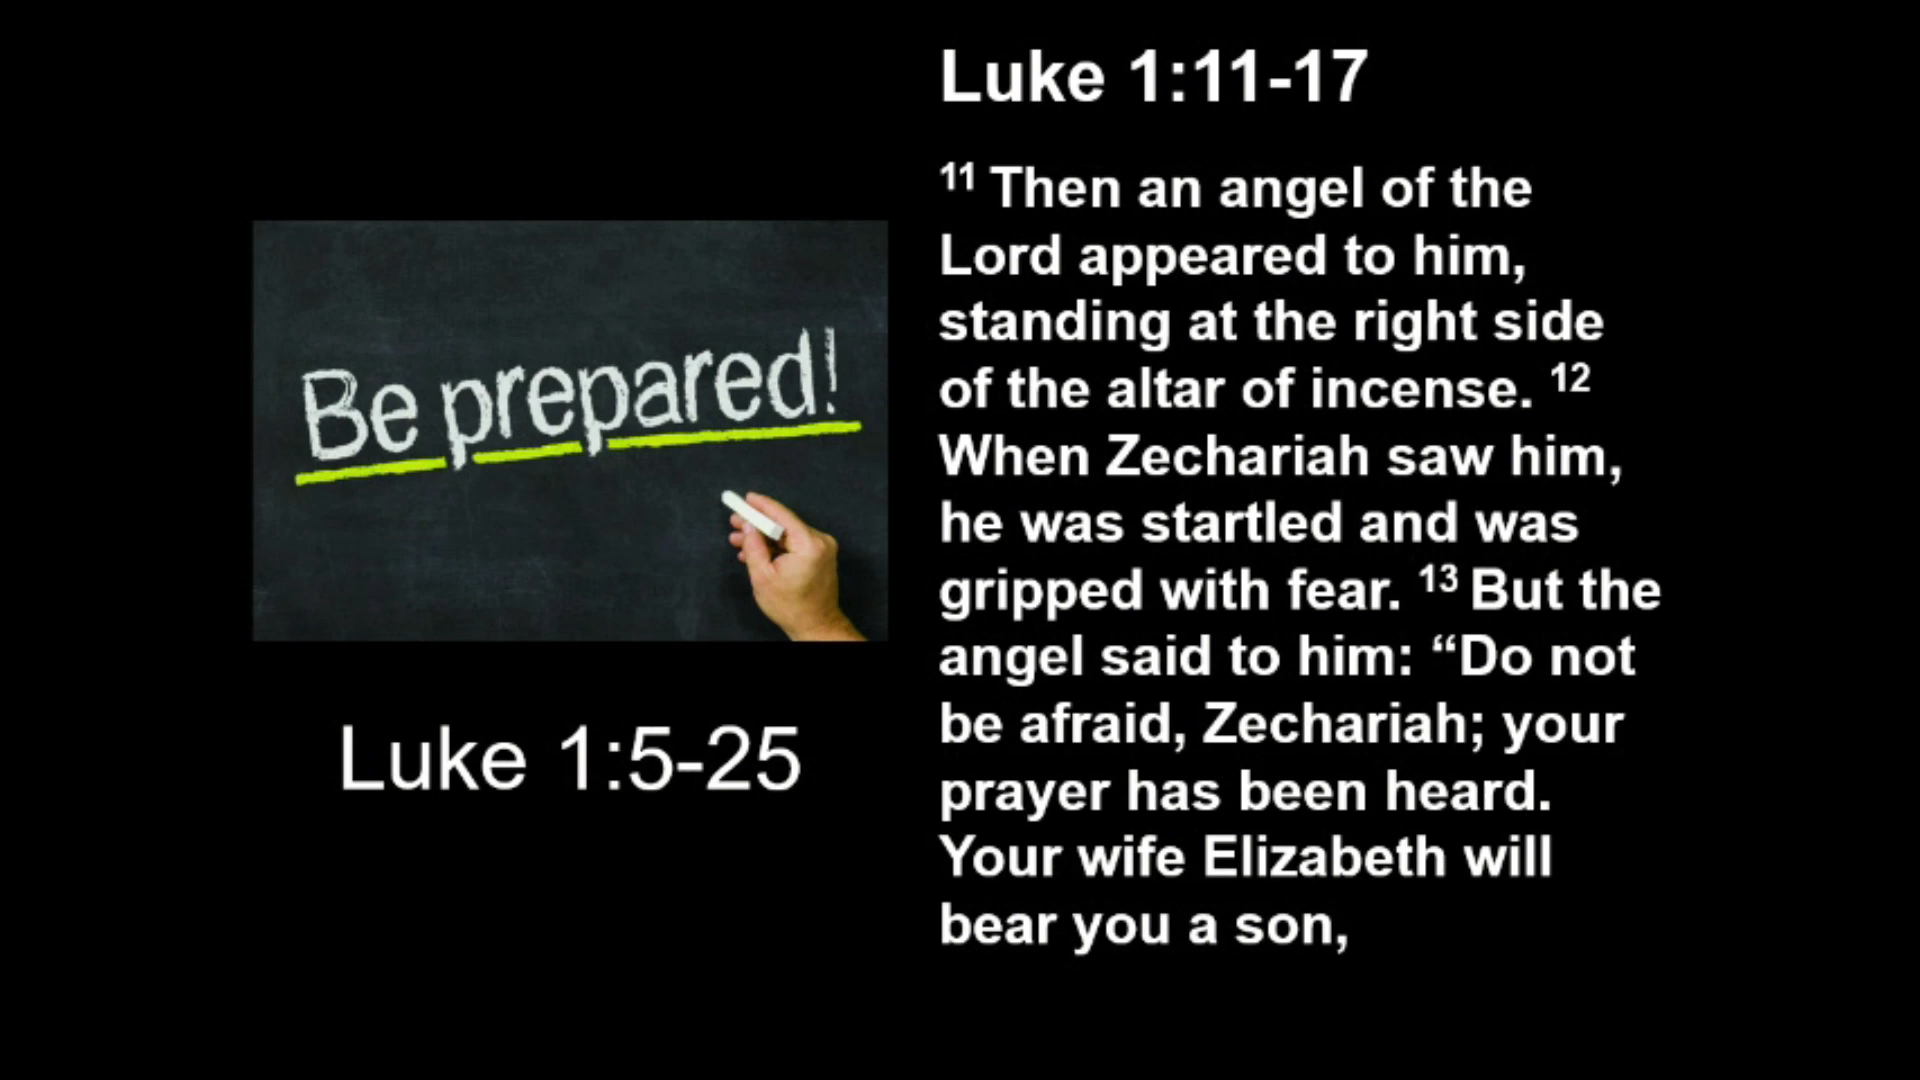 Be prepared!
Luke 1:5-25
Luke 1:11-17
11 Then an angel of the
Lord appeared to him,
standing at the right side
of the altar of incense. 12
When Zechariah saw him,
he was startled and was
gripped with fear. 13 But the
angel said to him: “Do not
be afraid, Zechariah; your
prayer has been heard.
Your wife Elizabeth will
bear you a son,